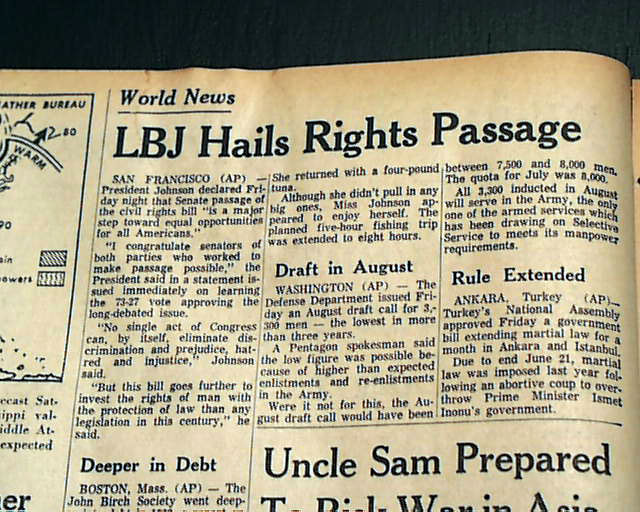 World News
LBJ Hails Rights Passage
SAN FRANCISCO (AP) —
President Johnson declared Fri-
day night that Senate passage of
the civil rights bill "is a major
step toward equal opportunities
for all Americans."
"I congratulate senators of
both parties who worked to
make passage possible," the
President said in a statement is-
sued immediately on learning
the 73-27 vote approving the
long-debated issue.
"No single act of Congress
can, by itself, eliminate dis-
crimination and prejudice, hat-
red and injustice," Johnson
said.
"But this bill goes further to
invest the rights of man with
the protection of law than any
legislation in this century," he
said.
Deeper in Debt
BOSTON, Mass. (AP) — The
John Birch Society went deep-
She returned with a four-pound
tuna.
Although she didn't pull in any
big ones, Miss Johnson ap-
peared to enjoy herself. The
planned five-hour fishing trip
was extended to eight hours.
Draft in August
WASHINGTON (AP) — The
Defense Department issued Fri-
day an August draft call for 3,-
300 men — the lowest in more
than three years.
A Pentagon spokesman said
the low figure was possible be-
cause of higher than expected
enlistments and re-enlistments
in the Army.
Were it not for this, the Au-
gust draft call would have been
between 7,500 and 8,000 men.
The quota for July was 8,000.
All 3,300 inducted in August
will serve in the Army, the only
one of the armed services which
has been drawing on Selective
Service to meets its manpower
requirements.
Rule Extended
ANKARA, Turkey (AP)—
Turkey's National Assembly
approved Friday a government
bill extending martial law for a
month in Ankara and Istanbul.
Due to end June 21, martial
law was imposed last year fol-
lowing an abortive coup to over-
throw Prime Minister Ismet
Inonu's government.
Uncle Sam Prepared
To Risk War in Asia
ATHER BUREAU
80
WARM
90
ain
owers
ecast Sat-
ippi val-
iddle At-
expected
er